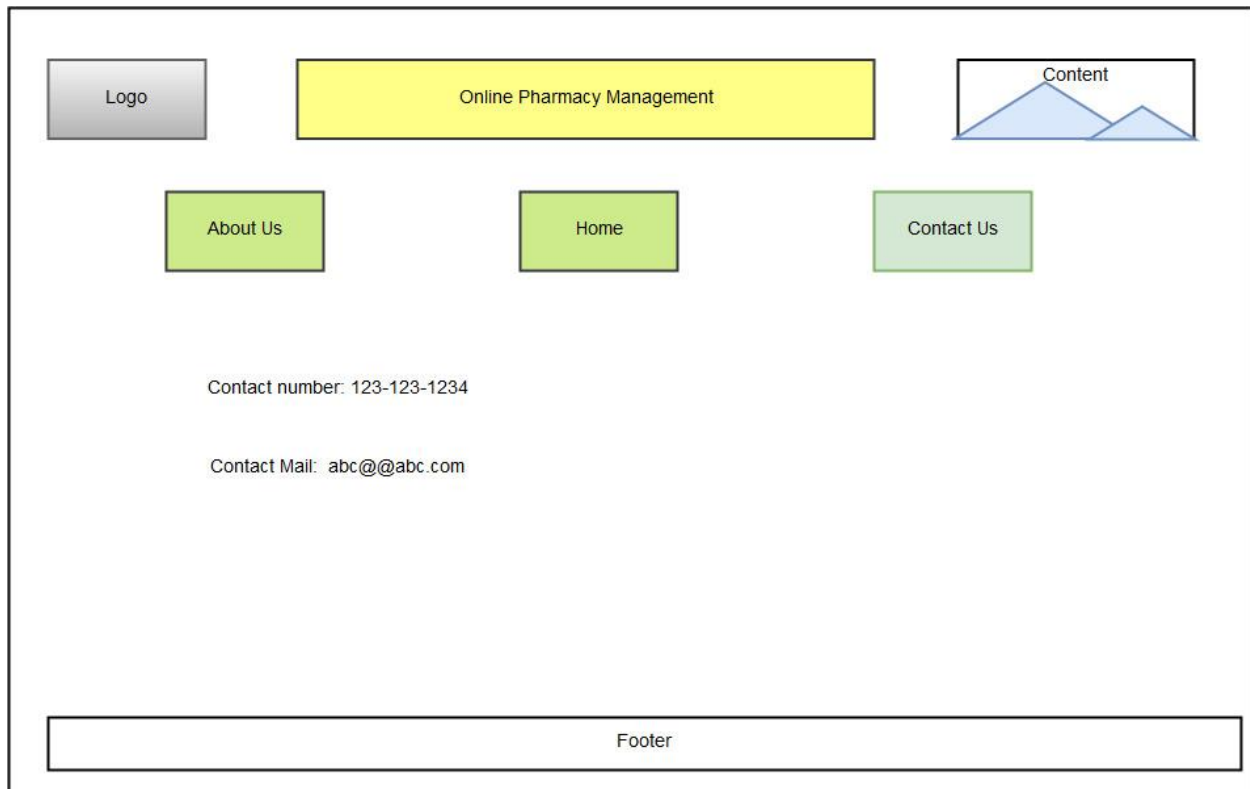 Logo
Online Pharmacy Management
Content
About Us
Home
Contact Us
Contact number: 123-123-1234
Contact Mail:  abc@@abc.com
Footer